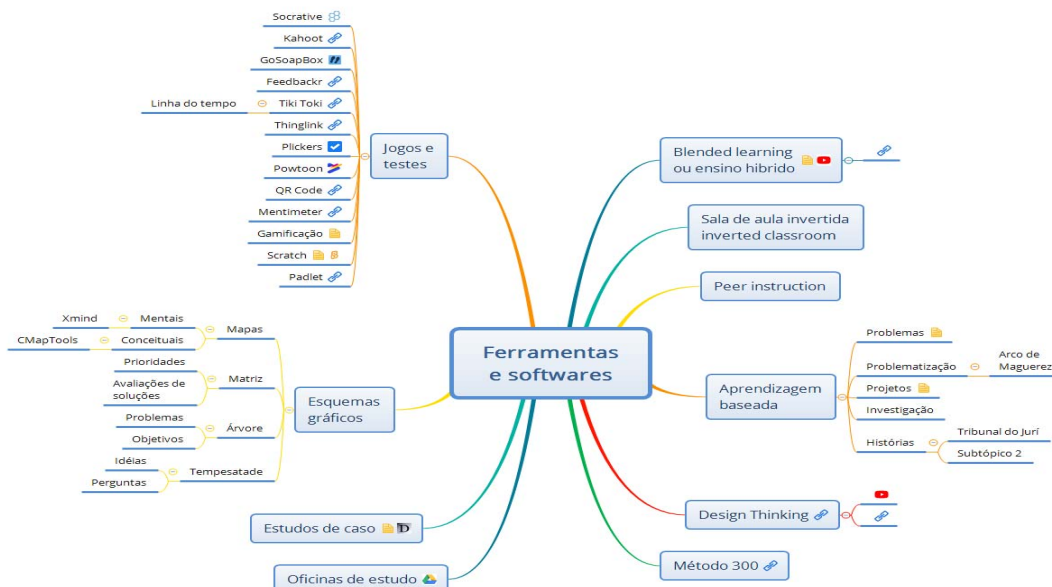 Socrative
Kahoot
GoSoapBox
Feedbackr
Linha do tempo
Tiki Toki
Thinglink
Plickers
Powtoon
QR Code
Mentimeter
Gamificação
Scratch
Padlet
Jogos e
testes
Blended learning
ou ensino hibrido
Sala de aula invertida
inverted classroom
Peer instruction
Ferramentas
e softwares
Xmind
Mentais
CMapTools
Conceituais
Mapas
Prioridades
Avaliações de
soluções
Matriz
Problemas
Objetivos
Árvore
Idéias
Perguntas
Tempesatade
Esquemas
gráficos
Aprendizagem
baseada
Problemas
Problematização
Arco de
Maguerez
Projetos
Investigação
Histórias
Tribunal do Jurí
Subtópico 2
Estudos de caso
D
Design Thinking
Oficinas de estudo
Método 300